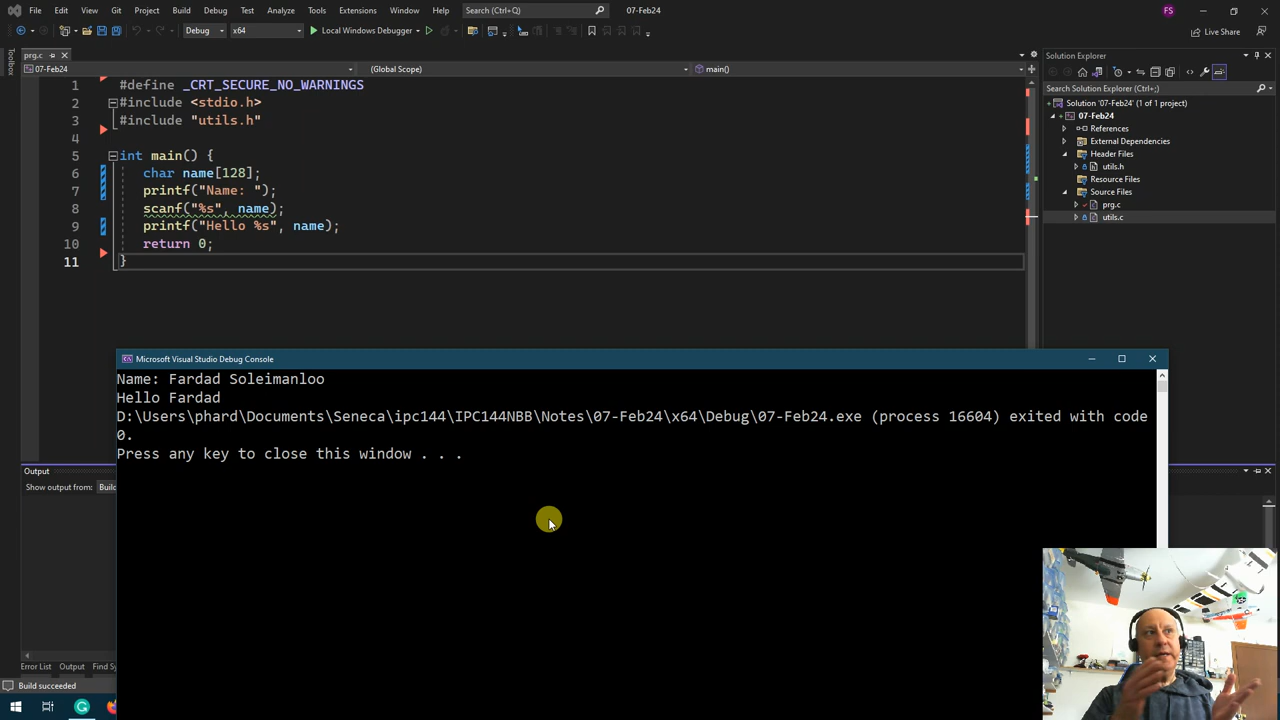 File Edit View Git Project Build Debug Test Analyze Tools Extensions Window Help Search (Ctrl+Q) 07-Feb24 FS
Debug x64 Local Windows Debugger Live Share
prg.c
Toolbox
07-Feb24 (Global Scope) main()
1 #define _CRT_SECURE_NO_WARNINGS
2 #include <stdio.h>
3 #include "utils.h"
4
5 int main() {
6 char name[128];
7 printf("Name: ");
8 scanf("%s", name);
9 printf("Hello %s", name);
10 return 0;
11 }
Solution Explorer
Search Solution Explorer (Ctrl+;)
Solution '07-Feb24' (1 of 1 project)
07-Feb24
References
External Dependencies
Header Files
utils.h
Resource Files
Source Files
prg.c
utils.c
Microsoft Visual Studio Debug Console
Name: Fardad Soleimanloo
Hello Fardad
D:\Users\phard\Documents\Seneca\ipc144\IPC144NBB\Notes\07-Feb24\x64\Debug\07-Feb24.exe (process 16604) exited with code
0.
Press any key to close this window . . .
Output
Show output from: Build
Error List Output Find Sy
Build succeeded